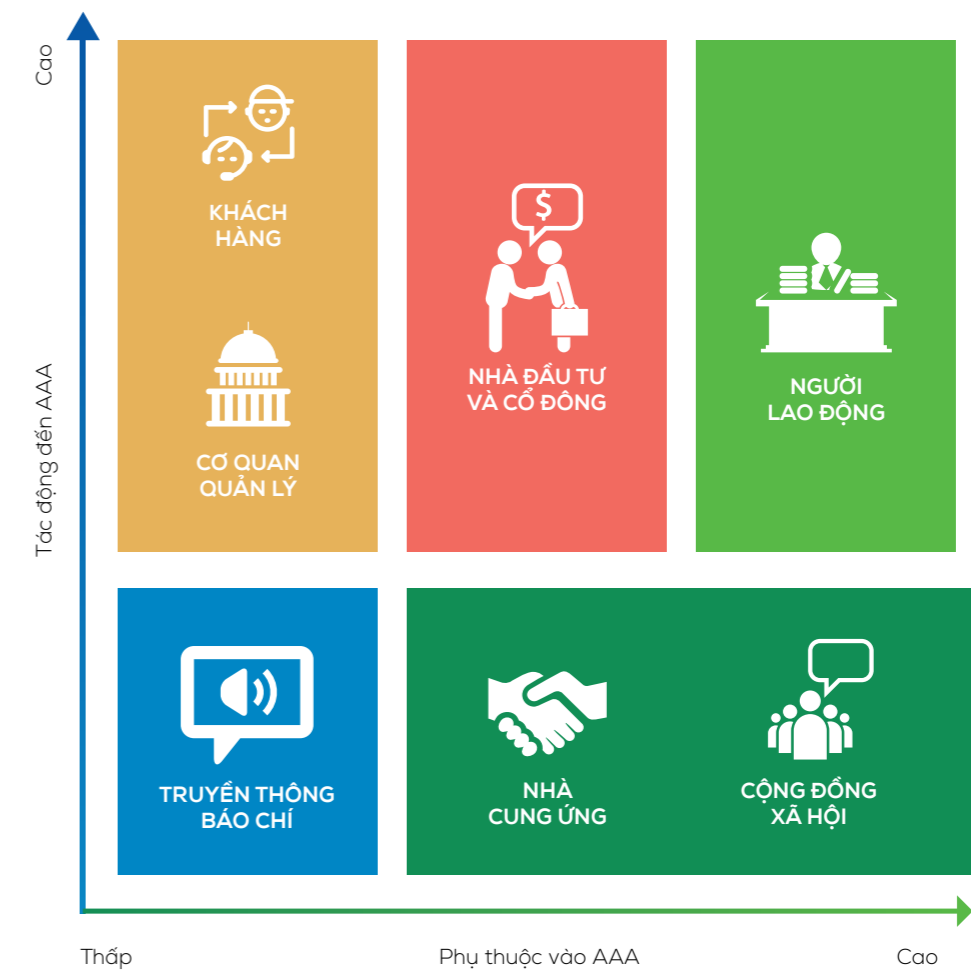 Cao
Tác động đến AAA
KHÁCH
HÀNG
CƠ QUAN
QUẢN LÝ
$
NHÀ ĐẦU TƯ
VÀ CỔ ĐÔNG
NGƯỜI
LAO ĐỘNG
TRUYỀN THÔNG
BÁO CHÍ
NHÀ
CUNG ỨNG
CỘNG ĐỒNG
XÃ HỘI
Thấp
Phụ thuộc vào AAA
Cao